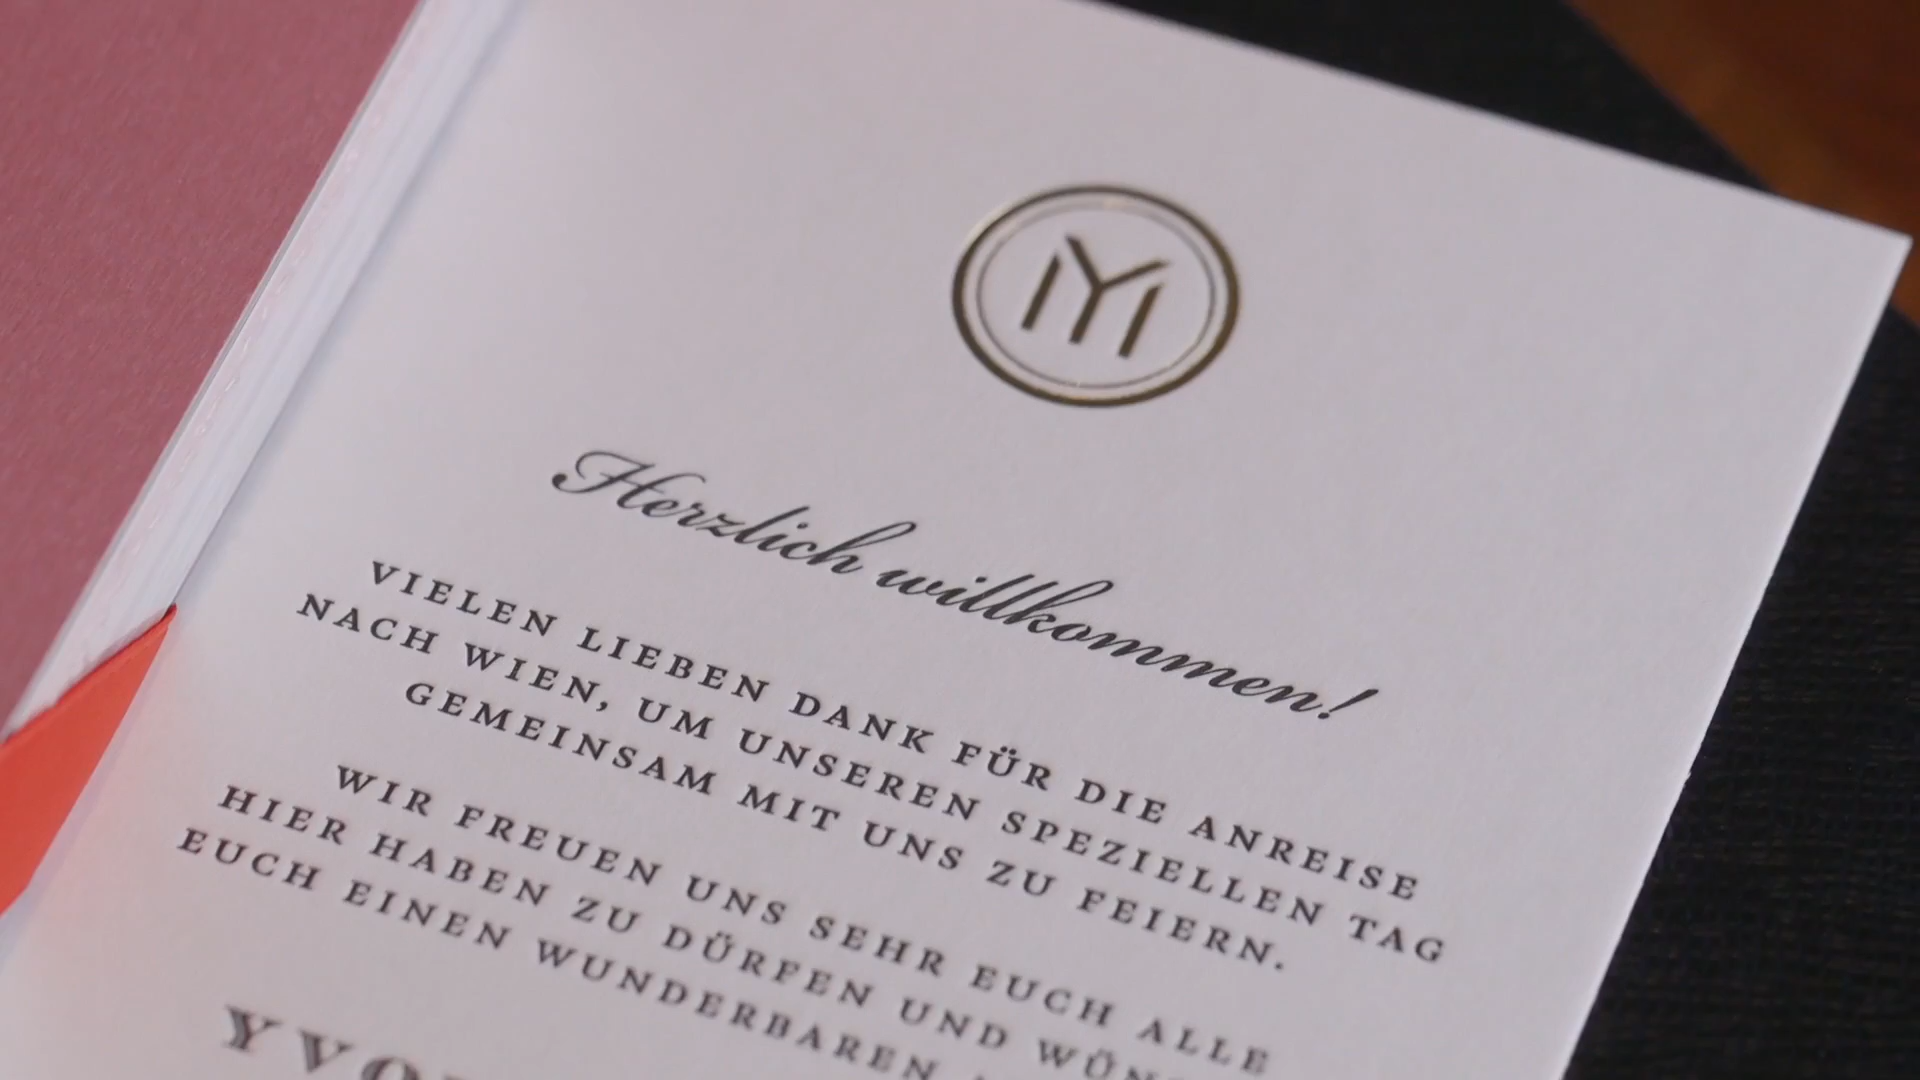 Herzlich willkommen!
VIELEN LIEBEN DANK FÜR DIE ANREISE
NACH WIEN, UM UNSEREN SPEZIELLEN TAG
GEMEINSAM MIT UNS ZU FEIERN.
WIR FREUEN UNS SEHR EUCH ALLE
HIER HABEN ZU DÜRFEN UND
EUCH EINEN WUNDERBAREN